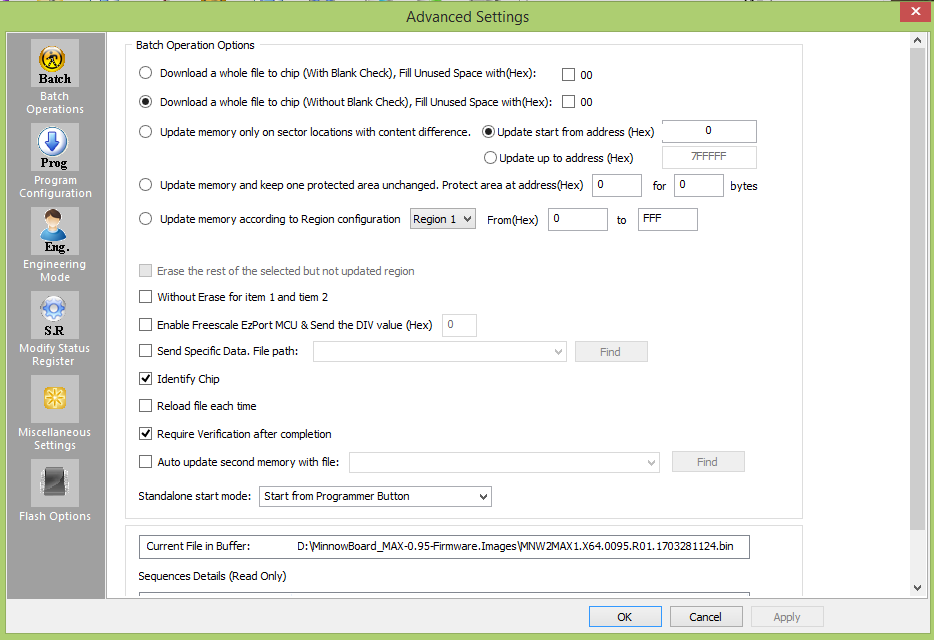 Advanced Settings
Batch
Batch
Operations
Prog
Program
Configuration
Eng.
Engineering
Mode
S.R
Modify Status
Register
Miscellaneous
Settings
Flash Options
Batch Operation Options
Download a whole file to chip (With Blank Check), Fill Unused Space with(Hex): 00
Download a whole file to chip (Without Blank Check), Fill Unused Space with(Hex): 00
Update memory only on sector locations with content difference. Update start from address (Hex) 0
Update up to address (Hex) 7FFFFF
Update memory and keep one protected area unchanged. Protect area at address(Hex) 0 for 0 bytes
Update memory according to Region configuration Region 1 From(Hex) 0 to FFF
Erase the rest of the selected but not updated region
Without Erase for item 1 and tiem 2
Enable Freescale EzPort MCU & Send the DIV value (Hex) 0
Send Specific Data. File path: Find
Identify Chip
Reload file each time
Require Verification after completion
Auto update second memory with file: Find
Standalone start mode: Start from Programmer Button
Current File in Buffer: D:\MinnowBoard_MAX-0.95-Firmware.Images\MNW2MAX1.X64.0095.R01.1703281124.bin
Sequences Details (Read Only)
OK Cancel Apply